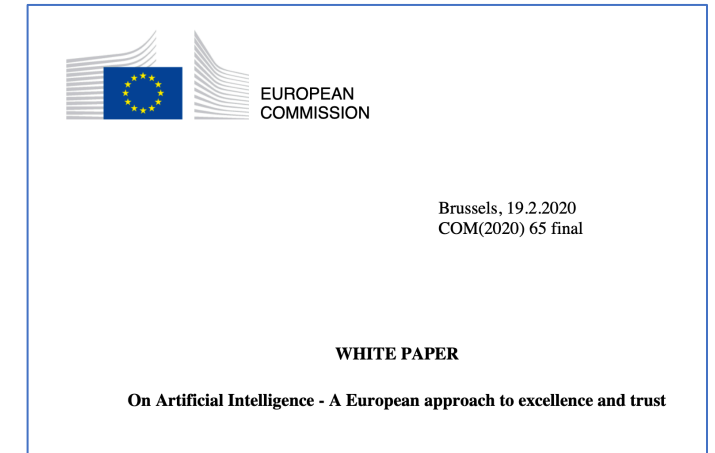 EUROPEAN
COMMISSION
Brussels, 19.2.2020
COM(2020) 65 final
WHITE PAPER
On Artificial Intelligence - A European approach to excellence and trust